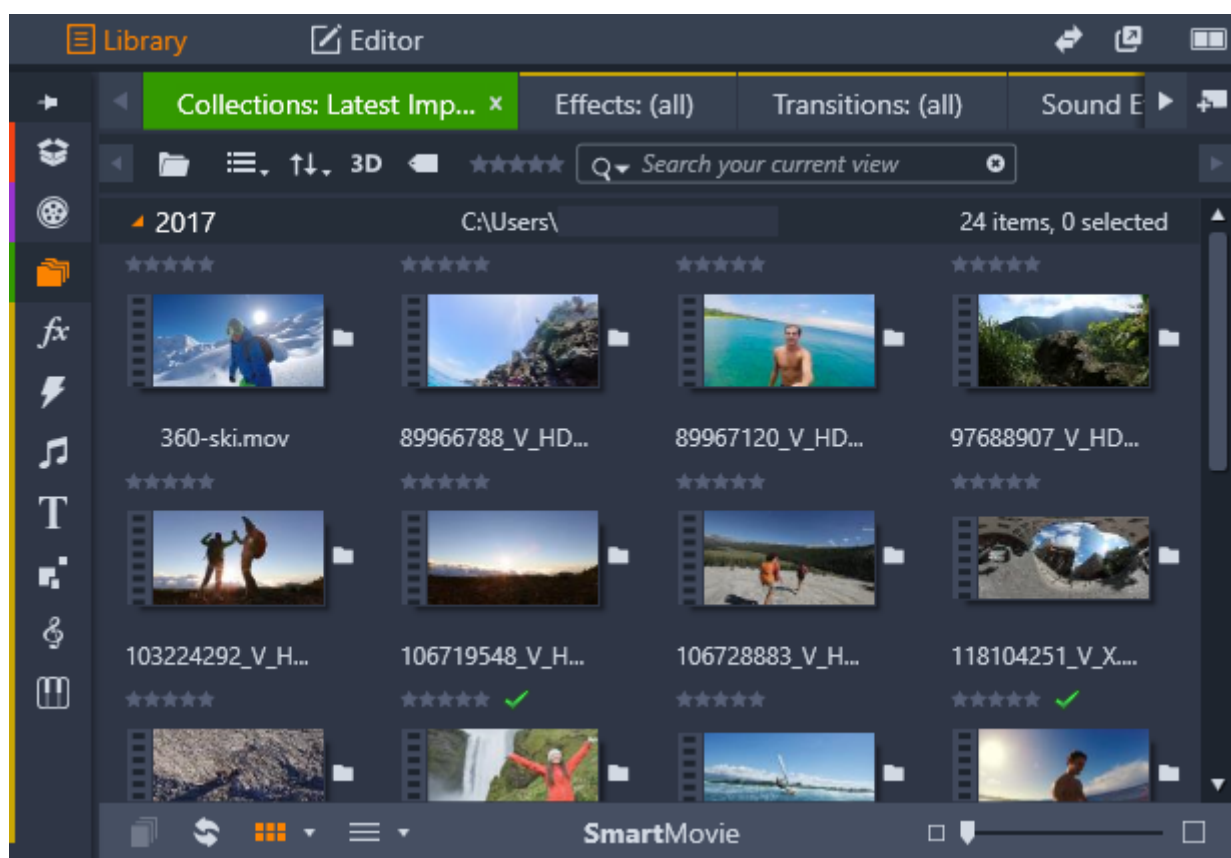 Library Editor
Collections: Latest Imp... × Effects: (all) Transitions: (all) Sound E
3D Search your current view
2017 C:\Users\ 24 items, 0 selected
360-ski.mov 89966788_V_HD... 89967120_V_HD... 97688907_V_HD...
103224292_V_H... 106719548_V_H... 106728883_V_H... 118104251_V_X....
SmartMovie